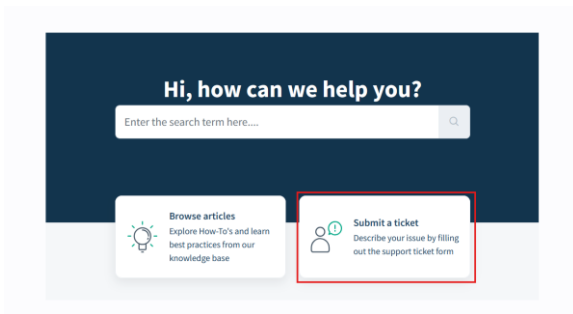 Hi, how can we help you?
Enter the search term here....
Browse articles
Explore How-To's and learn
best practices from our
knowledge base
Submit a ticket
Describe your issue by filling
out the support ticket form